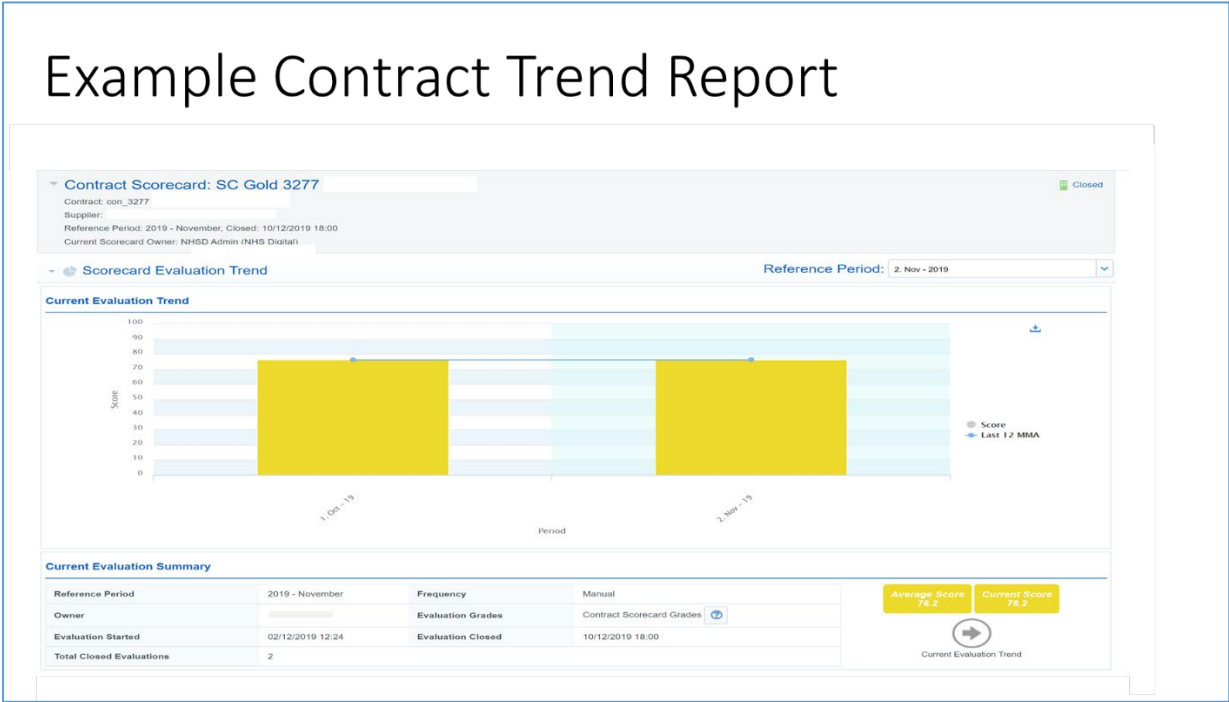 Example Contract Trend Report
Contract Scorecard: SC Gold 3277
Closed
Contract: con_3277
Supplier:
Reference Period: 2019 - November, Closed: 10/12/2019 18:00
Current Scorecard Owner: NHSD Admin (NHS Digital)
Scorecard Evaluation Trend
Reference Period: 2. Nov - 2019
Current Evaluation Trend
100
90
80
70
60
50
40
30
20
10
0
Score
Score
Last 12 MMA
1. Oct - 19
2. Nov - 19
Period
Current Evaluation Summary
Reference Period 2019 - November Frequency Manual
Owner Evaluation Grades Contract Scorecard Grades ?
Evaluation Started 02/12/2019 12:24 Evaluation Closed 10/12/2019 18:00
Total Closed Evaluations 2
Average Score
76.2
Current Score
76.2
Current Evaluation Trend